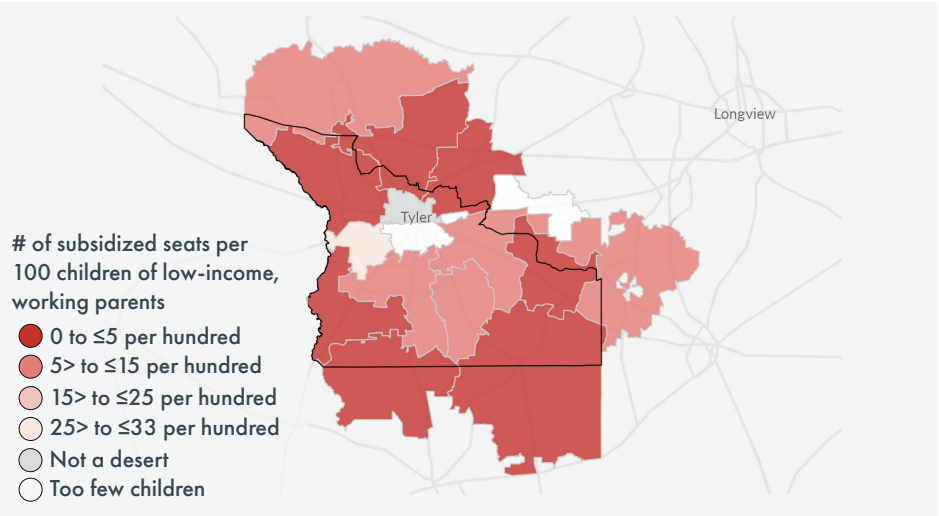 Longview
Tyler
# of subsidized seats per
100 children of low-income,
working parents
0 to ≤5 per hundred
5> to ≤15 per hundred
15> to ≤25 per hundred
25> to ≤33 per hundred
Not a desert
Too few children